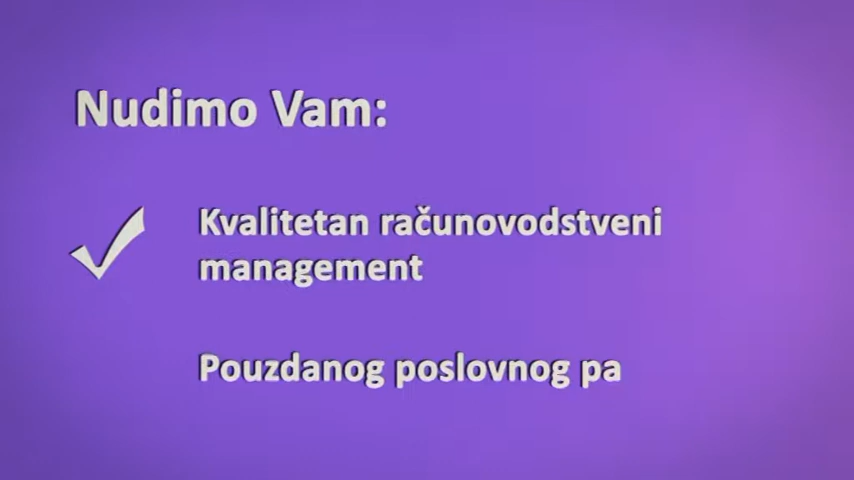 Nudimo Vam:
Kvalitetan računovodstveni
management
Pouzdanog poslovnog pa